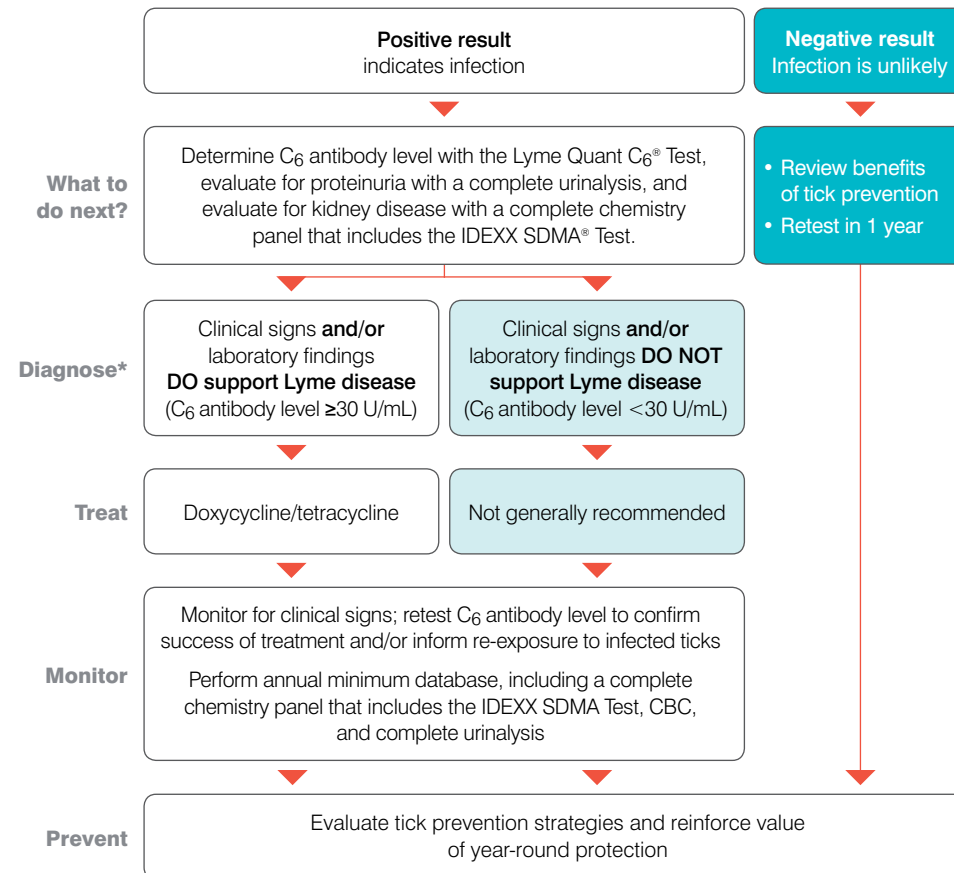 Positive result
indicates infection
Negative result
Infection is unlikely
What to
do next?
Determine C6 antibody level with the Lyme Quant C6® Test,
evaluate for proteinuria with a complete urinalysis, and
evaluate for kidney disease with a complete chemistry
panel that includes the IDEXX SDMA® Test.
• Review benefits
of tick prevention
• Retest in 1 year
Diagnose*
Clinical signs and/or
laboratory findings
DO support Lyme disease
(C6 antibody level ≥30 U/mL)
Clinical signs and/or
laboratory findings DO NOT
support Lyme disease
(C6 antibody level <30 U/mL)
Treat
Doxycycline/tetracycline
Not generally recommended
Monitor
Monitor for clinical signs; retest C6 antibody level to confirm
success of treatment and/or inform re-exposure to infected ticks
Perform annual minimum database, including a complete
chemistry panel that includes the IDEXX SDMA Test, CBC,
and complete urinalysis
Prevent
Evaluate tick prevention strategies and reinforce value
of year-round protection